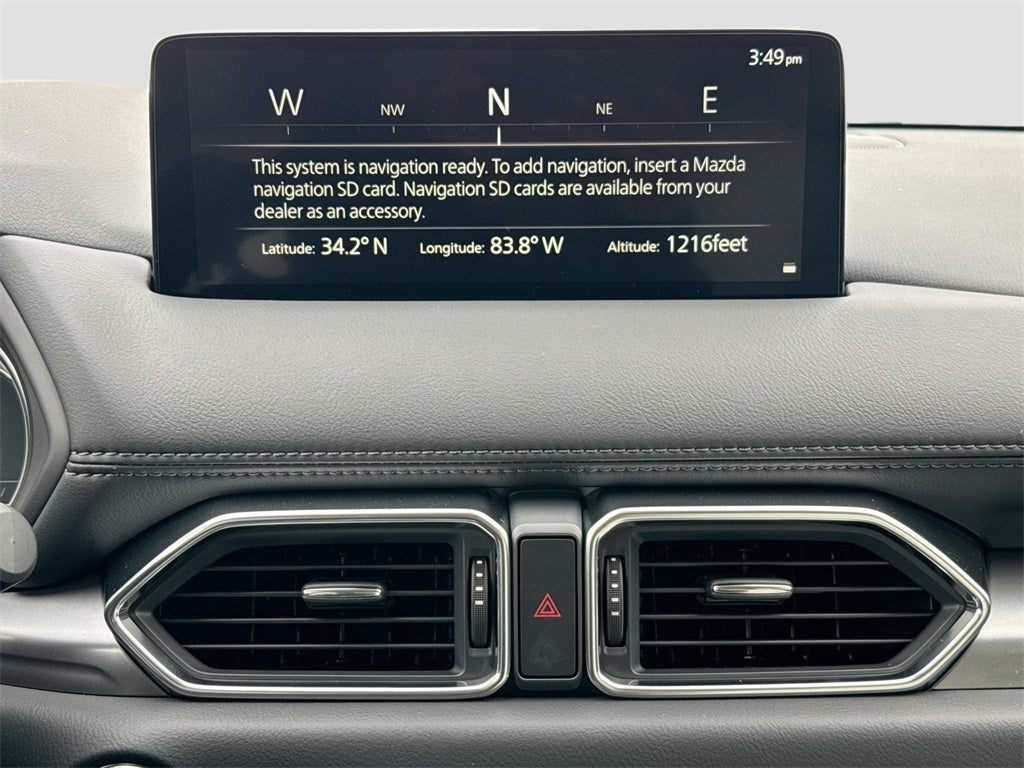 3:49pm
W NW N NE E
This system is navigation ready. To add navigation, insert a Mazda
navigation SD card. Navigation SD cards are available from your
dealer as an accessory.
Latitude: 34.2° N Longitude: 83.8° W Altitude: 1216feet